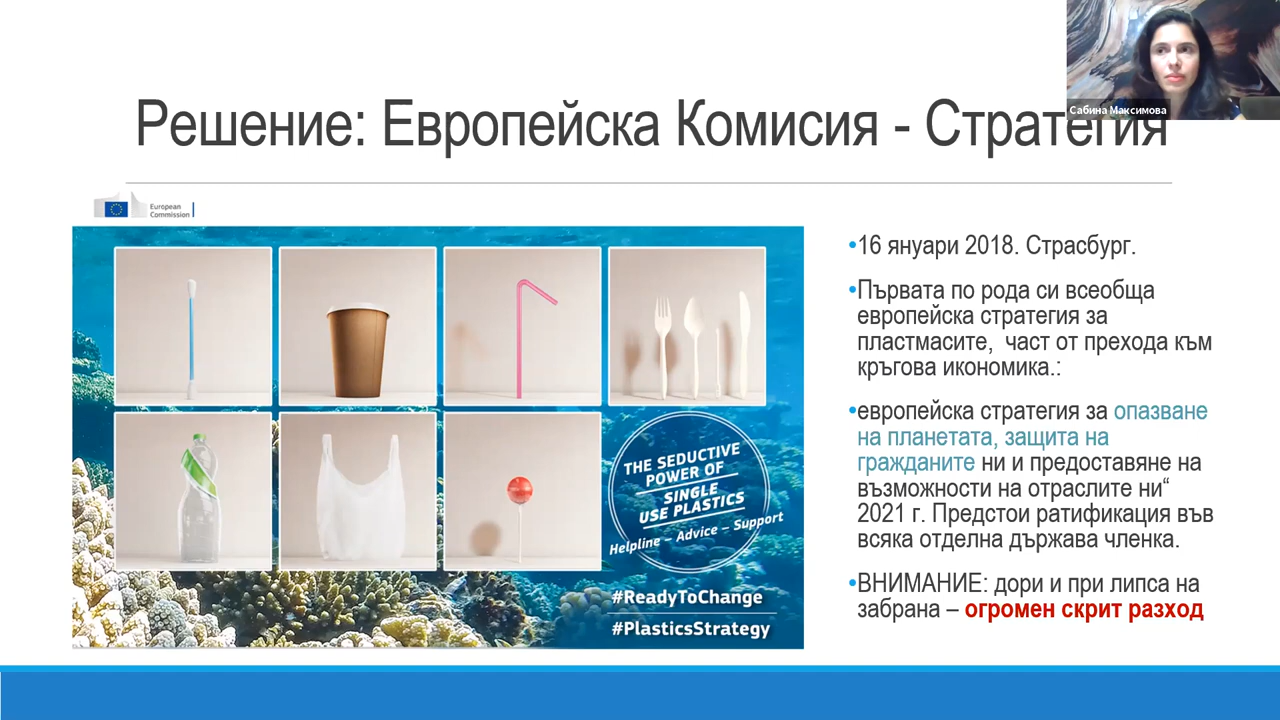 Сабина Максимова
Решение: Европейска Комисия - Стратегия
European
Commission
THE SEDUCTIVE
POWER OF
SINGLE
USE PLASTICS
Helpline – Advice – Support
#ReadyToChange
#PlasticsStrategy
•16 януари 2018. Страсбург.
•Първата по рода си всеобща
европейска стратегия за
пластмасите, част от прехода към
кръгова икономика.:
•европейска стратегия за опазване
на планетата, защита на
гражданите ни и предоставяне на
възможности на отраслите ни“
2021 г. Предстои ратификация във
всяка отделна държава членка.
•ВНИМАНИЕ: дори и при липса на
забрана – огромен скрит разход